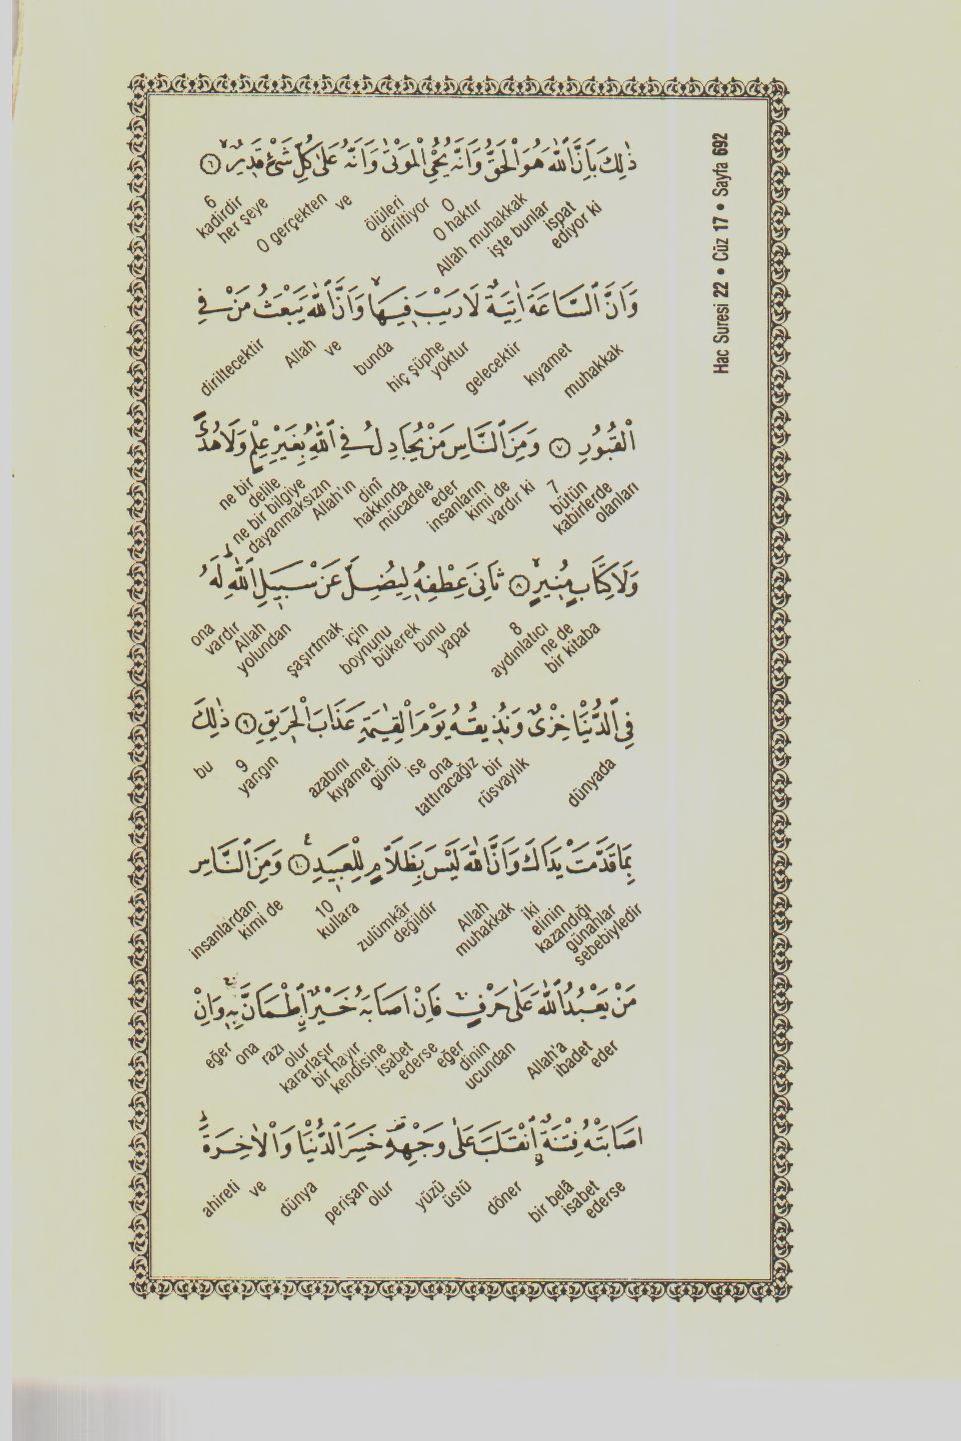 Hac Suresi 22 • Cüz 17 • Sayfa 692
ذٰلِكَ بِاَنَّ اللّٰهَ هُوَ الْحَقُّ وَاَنَّهُ يُحْيِ الْمَوْتٰى وَاَنَّهُ عَلٰى كُلِّ شَىْءٍ قَدِيرٌ ﴿٦﴾
ispat ediyor ki işte bunlar Allah muhakkak O haktır O diriltiyor ölüleri ve O gerçekten her şeye kadirdir 6
وَاَنَّ السَّاعَةَ اٰتِيَةٌ لَا رَيْبَ فِيهَا وَاَنَّ اللّٰهَ يَبْعَثُ مَنْ فِي
muhakkak kıyamet gelecektir hiç şüphe yoktur bunda ve Allah diriltecektir
الْقُبُورِ ﴿٧﴾ وَمِنَ النَّاسِ مَنْ يُجَادِلُ فِي اللّٰهِ بِغَيْرِ عِلْمٍ وَلَا هُدًى
bütün kabirlerde olanları 7 insanların kimi de vardır ki mücadele eder dinî hakkında Allah'ın ne bir bilgiye dayanmaksızın ne bir delile
وَلَا كِتَابٍ مُنِيرٍ ﴿٨﴾ ثَانِيَ عِطْفِهِ لِيُضِلَّ عَنْ سَبِيلِ اللّٰهِ لَهُ
ne de bir kitaba aydınlatıcı 8 boynunu bükerek bunu yapar şaşırtmak için Allah yolundan ona vardır
فِي الدُّنْيَا خِزْيٌ وَنُذِيقُهُ يَوْمَ الْقِيٰمَةِ عَذَابَ الْحَرِيقِ ﴿٩﴾ ذٰلِكَ
dünyada bir rüsvaylık ise ona tattıracağız kıyamet günü azabını yangın 9 bu
بِمَا قَدَّمَتْ يَدَاكَ وَاَنَّ اللّٰهَ لَيْسَ بِظَلَّامٍ لِلْعَبِيدِ ﴿١٠﴾ وَمِنَ النَّاسِ
iki elinin kazandığı günahlar sebebiyledir Allah muhakkak zulümkâr değildir kullara 10 insanlardan kimi de
مَنْ يَعْبُدُ اللّٰهَ عَلٰى حَرْفٍ فَاِنْ اَصَابَهُ خَيْرٌ اِطْمَاَنَّ بِهِ وَاِنْ
Allah'a ibadet eder dinin ucundan eğer kendisine isabet ederse bir hayır razı olur kararlaşır ona eğer
اَصَابَتْهُ فِتْنَةٌ اِنْقَلَبَ عَلٰى وَجْهِهِ خَسِرَ الدُّنْيَا وَالْاٰخِرَةَ
bir belâ isabet ederse döner yüzü üstü perişan olur dünya ve ahireti